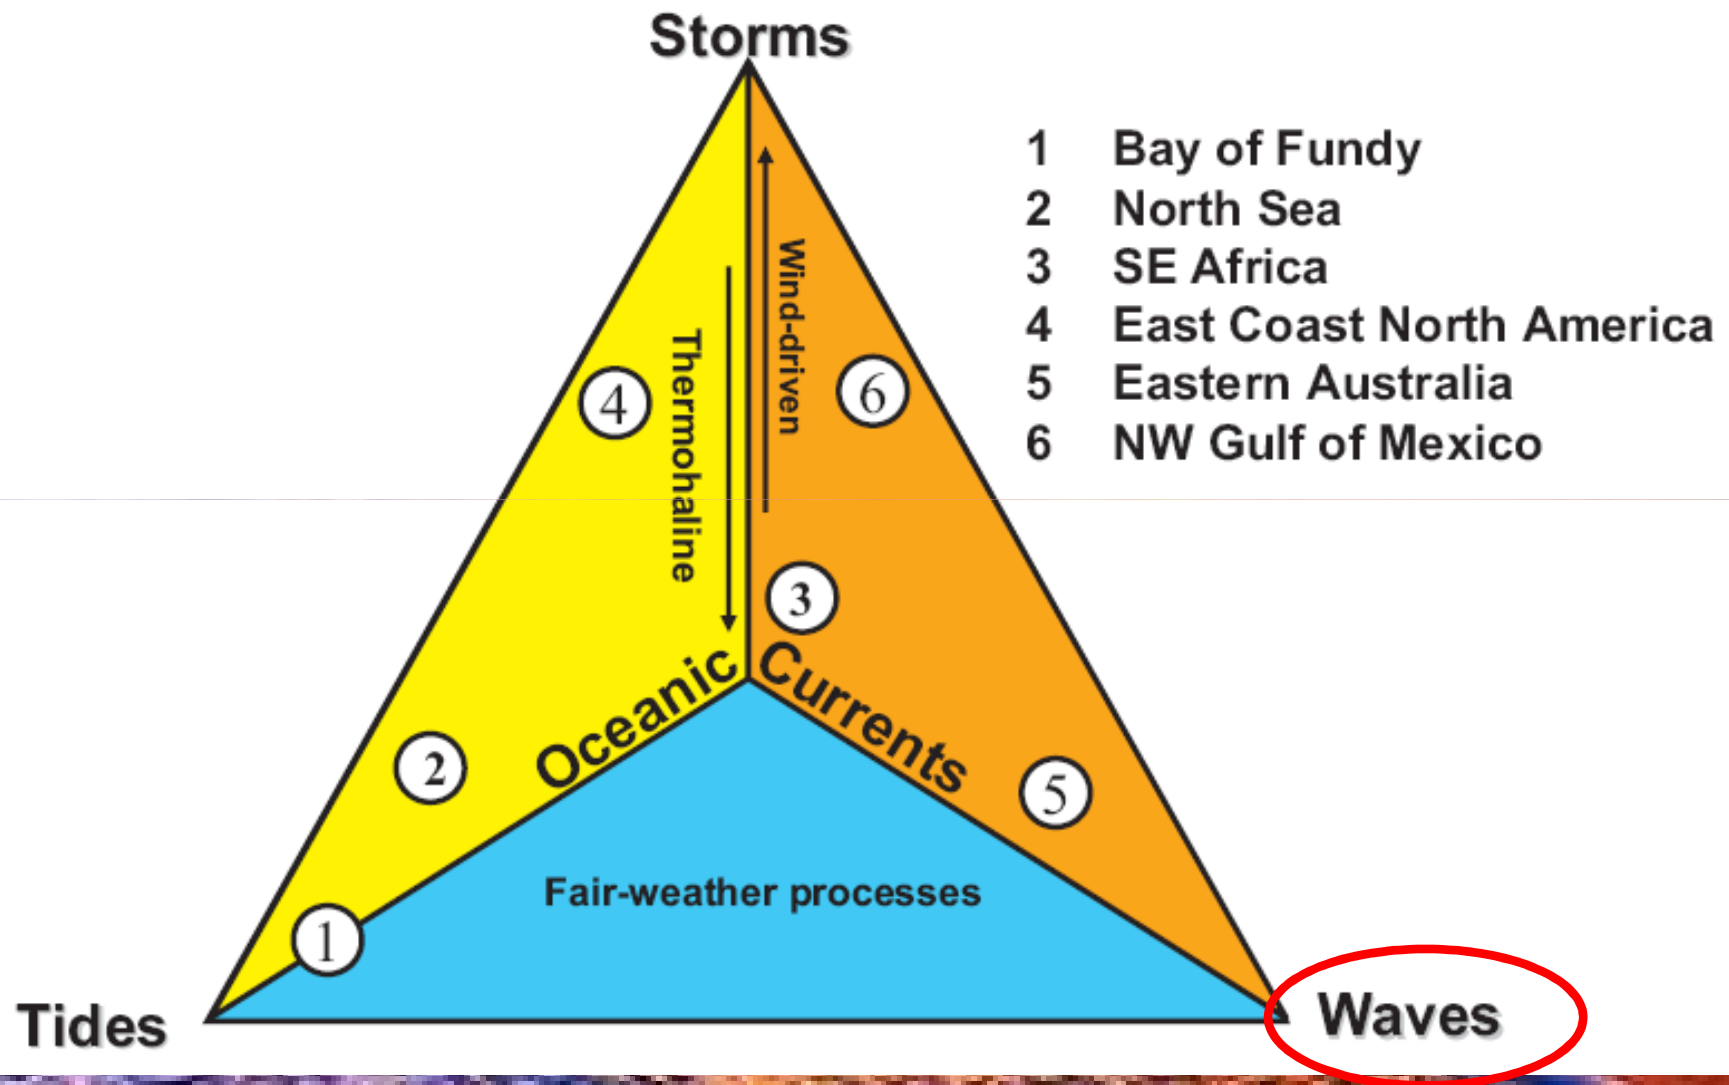 Storms
1 Bay of Fundy
2 North Sea
3 SE Africa
4 East Coast North America
5 Eastern Australia
6 NW Gulf of Mexico
Wind-driven
Thermohaline
4
6
3
Oceanic Currents
2
5
Fair-weather processes
1
Tides
Waves